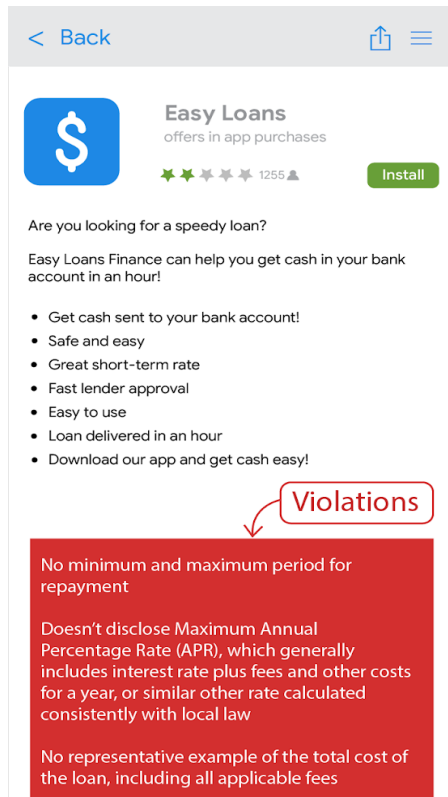 < Back
$
Easy Loans
offers in app purchases
1255
Install
Are you looking for a speedy loan?
Easy Loans Finance can help you get cash in your bank
account in an hour!
• Get cash sent to your bank account!
• Safe and easy
• Great short-term rate
• Fast lender approval
• Easy to use
• Loan delivered in an hour
• Download our app and get cash easy!
Violations
No minimum and maximum period for
repayment
Doesn't disclose Maximum Annual
Percentage Rate (APR), which generally
includes interest rate plus fees and other costs
for a year, or similar other rate calculated
consistently with local law
No representative example of the total cost of
the loan, including all applicable fees